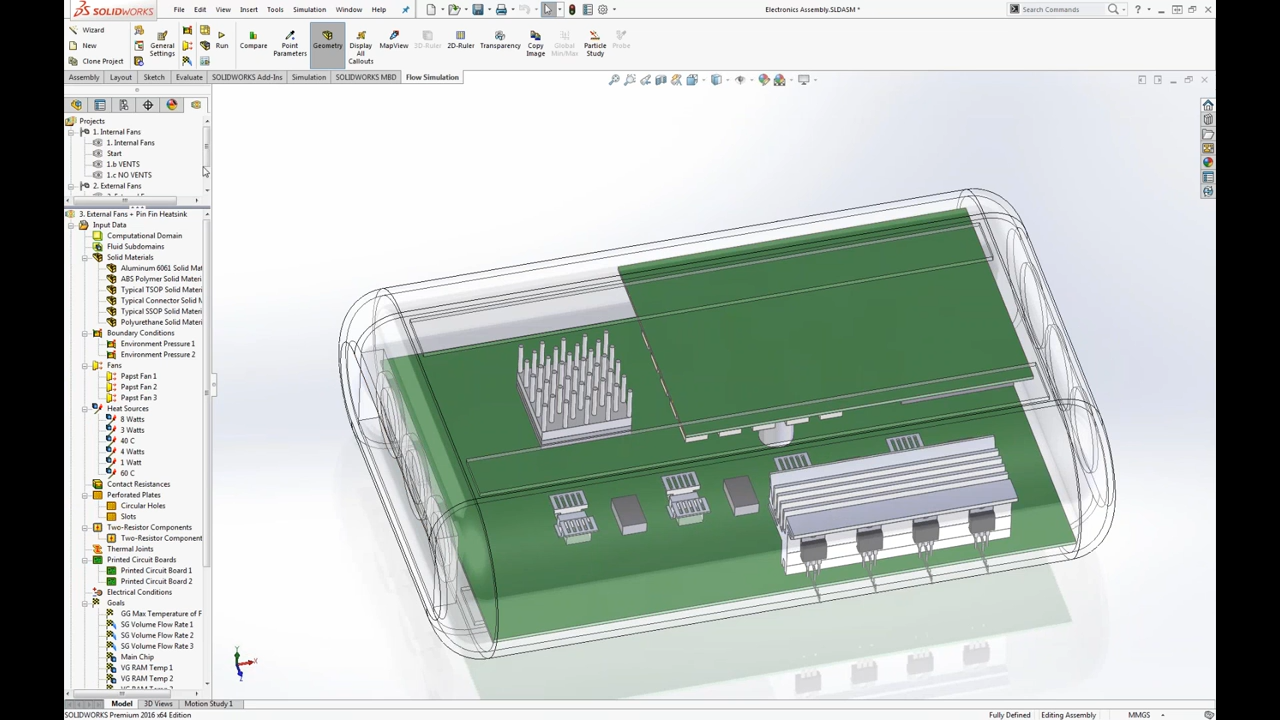 SOLIDWORKS File Edit View Insert Tools Simulation Window Help Electronics Assembly.SLDASM * Search Commands
Wizard
New
Clone Project
General Settings
Run
Compare
Point Parameters
Geometry
Display All Callouts
MapView
3D-Ruler
2D-Ruler
Transparency
Copy Image
Global Min/Max
Particle Study
Probe
Assembly Layout Sketch Evaluate SOLIDWORKS Add-Ins Simulation SOLIDWORKS MBD Flow Simulation
Projects
1. Internal Fans
1. Internal Fans
Start
1.b VENTS
1.c NO VENTS
2. External Fans
3. External Fans + Pin Fin Heatsink
Input Data
Computational Domain
Fluid Subdomains
Solid Materials
Aluminum 6061 Solid Mat
ABS Polymer Solid Materi
Typical TSOP Solid Materi
Typical Connector Solid M
Typical SSOP Solid Materi
Polyurethane Solid Materi
Boundary Conditions
Environment Pressure 1
Environment Pressure 2
Fans
Papst Fan 1
Papst Fan 2
Papst Fan 3
Heat Sources
8 Watts
3 Watts
40 C
4 Watts
1 Watt
60 C
Contact Resistances
Perforated Plates
Circular Holes
Slots
Two-Resistor Components
Two-Resistor Component
Thermal Joints
Printed Circuit Boards
Printed Circuit Board 1
Printed Circuit Board 2
Electrical Conditions
Goals
GG Max Temperature of F
SG Volume Flow Rate 1
SG Volume Flow Rate 2
SG Volume Flow Rate 3
Main Chip
VG RAM Temp 1
VG RAM Temp 2
Model 3D Views Motion Study 1
SOLIDWORKS Premium 2016 x64 Edition Fully Defined Editing Assembly MMGS